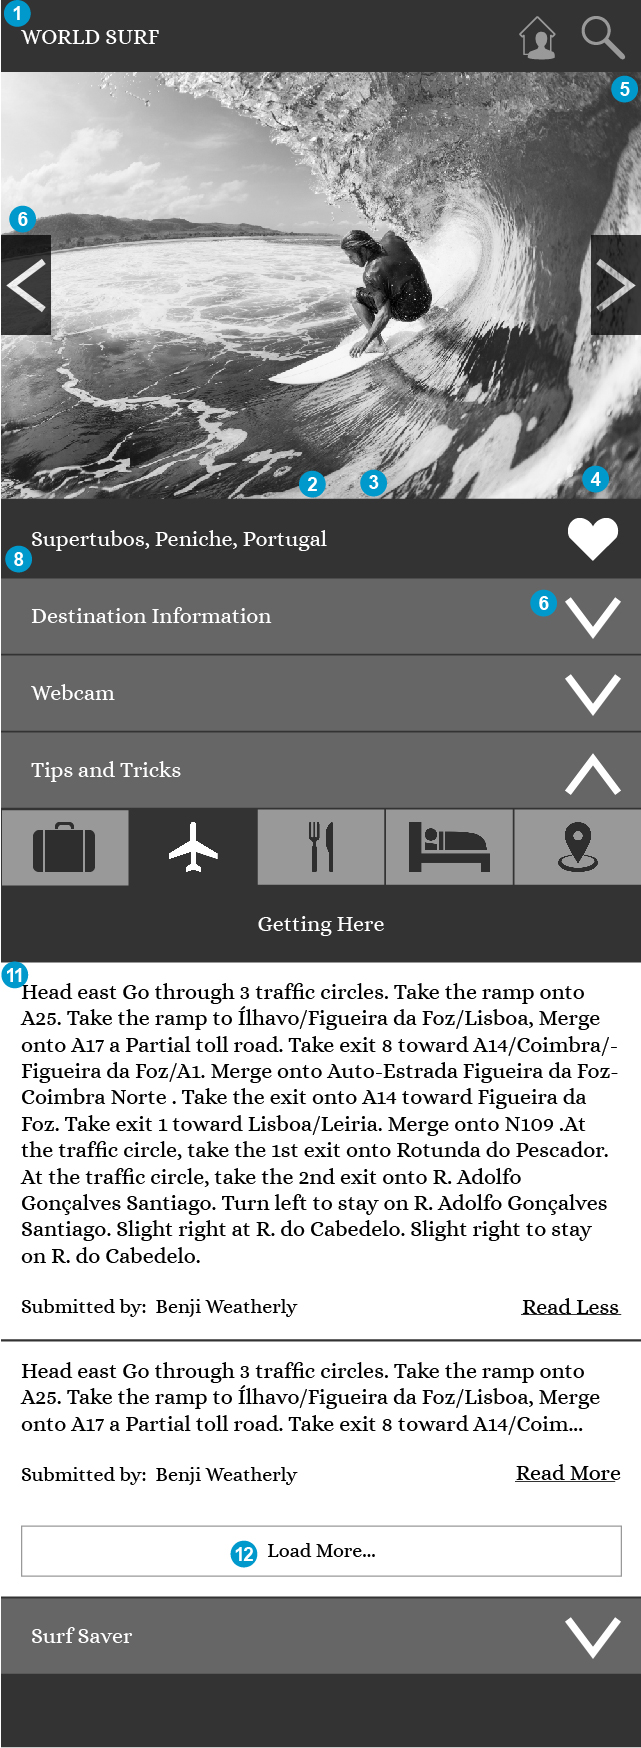 1
WORLD SURF
5
6
2
3
4
Supertubos, Peniche, Portugal
8
Destination Information
6
Webcam
Tips and Tricks
Getting Here
11
Head east Go through 3 traffic circles. Take the ramp onto
A25. Take the ramp to Ílhavo/Figueira da Foz/Lisboa, Merge
onto A17 a Partial toll road. Take exit 8 toward A14/Coimbra/-
Figueira da Foz/A1. Merge onto Auto-Estrada Figueira da Foz-
Coimbra Norte . Take the exit onto A14 toward Figueira da
Foz. Take exit 1 toward Lisboa/Leiria. Merge onto N109 .At
the traffic circle, take the 1st exit onto Rotunda do Pescador.
At the traffic circle, take the 2nd exit onto R. Adolfo
Gonçalves Santiago. Turn left to stay on R. Adolfo Gonçalves
Santiago. Slight right at R. do Cabedelo. Slight right to stay
on R. do Cabedelo.
Submitted by: Benji Weatherly Read Less
Head east Go through 3 traffic circles. Take the ramp onto
A25. Take the ramp to Ílhavo/Figueira da Foz/Lisboa, Merge
onto A17 a Partial toll road. Take exit 8 toward A14/Coim...
Submitted by: Benji Weatherly Read More
12 Load More...
Surf Saver